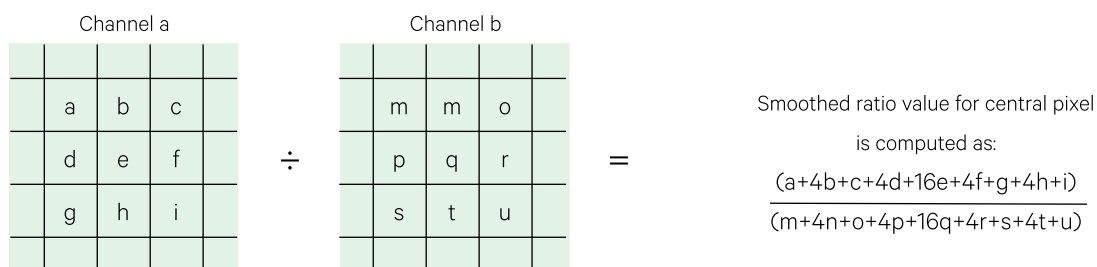 Channel a
Channel b
a b c
d e f
g h i
÷
m m o
p q r
s t u
=
Smoothed ratio value for central pixel
is computed as:
(a+4b+c+4d+16e+4f+g+4h+i)
(m+4n+o+4p+16q+4r+s+4t+u)